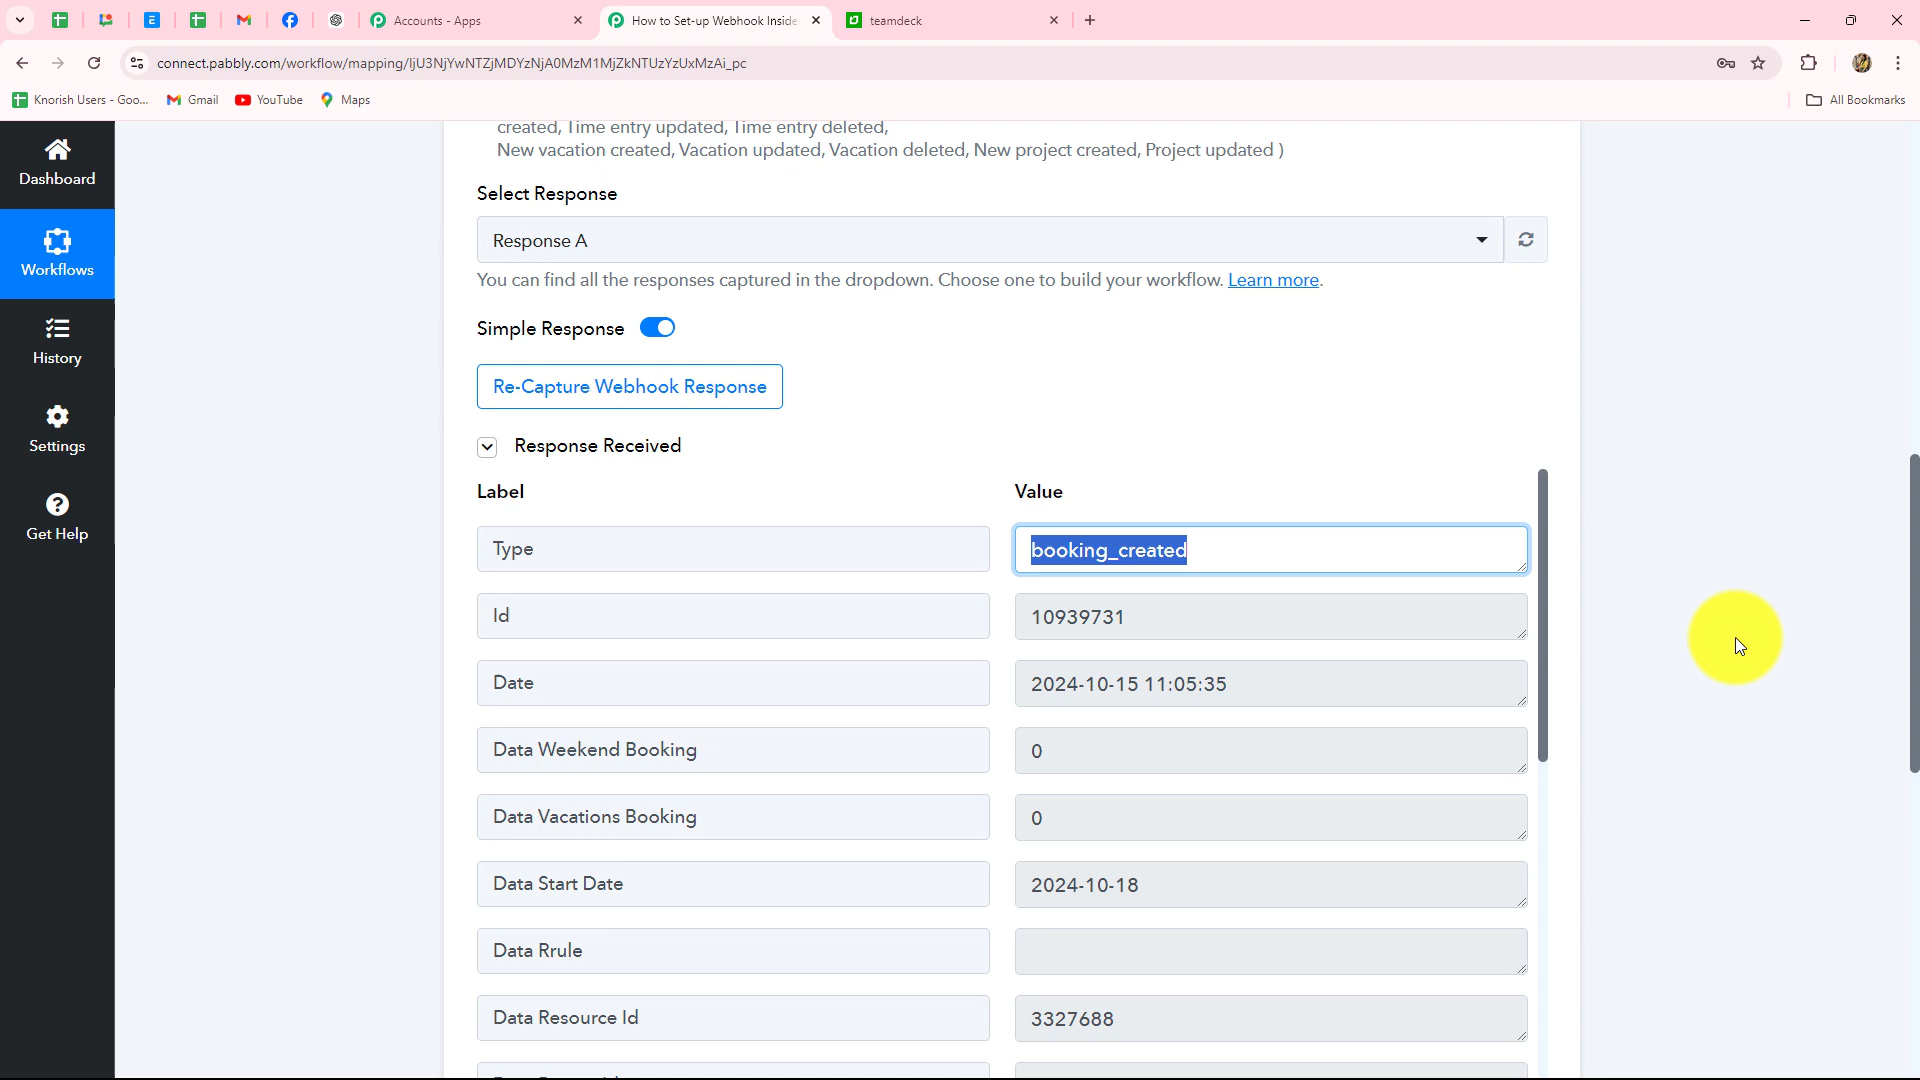 Accounts - Apps
How to Set-up Webhook Inside
teamdeck
connect.pabbly.com/workflow/mapping/IjU3NjYwNTZjMDYzNjA0MzM1MjZkNTUzYzUxMzAi_pc
Knorish Users - Goo...
Gmail
YouTube
Maps
All Bookmarks
Dashboard
Workflows
History
Settings
Get Help
created, Time entry updated, Time entry deleted,
New vacation created, Vacation updated, Vacation deleted, New project created, Project updated )
Select Response
Response A
You can find all the responses captured in the dropdown. Choose one to build your workflow. Learn more.
Simple Response
Re-Capture Webhook Response
Response Received
Label Value
Type booking_created
Id 10939731
Date 2024-10-15 11:05:35
Data Weekend Booking 0
Data Vacations Booking 0
Data Start Date 2024-10-18
Data Rrule
Data Resource Id 3327688